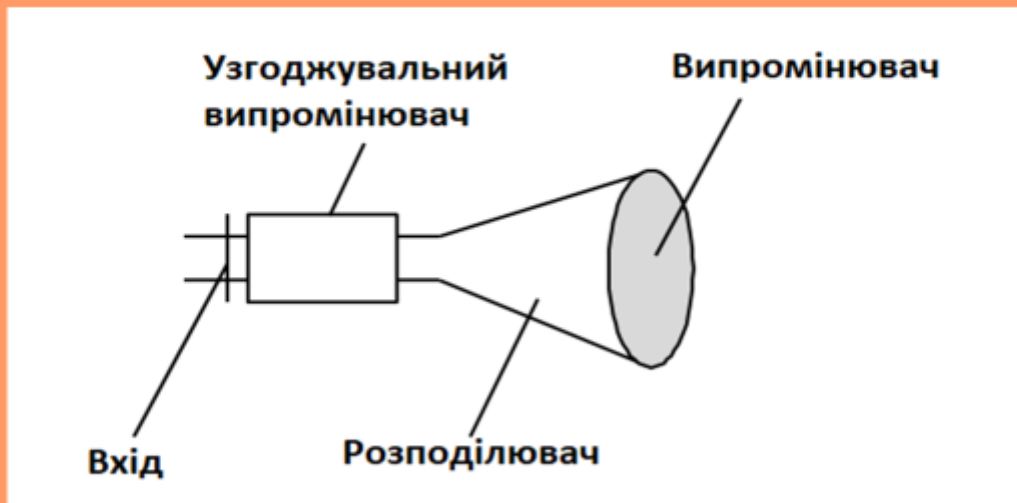 Узгоджувальний
випромінювач
Випромінювач
Вхід
Розподілювач